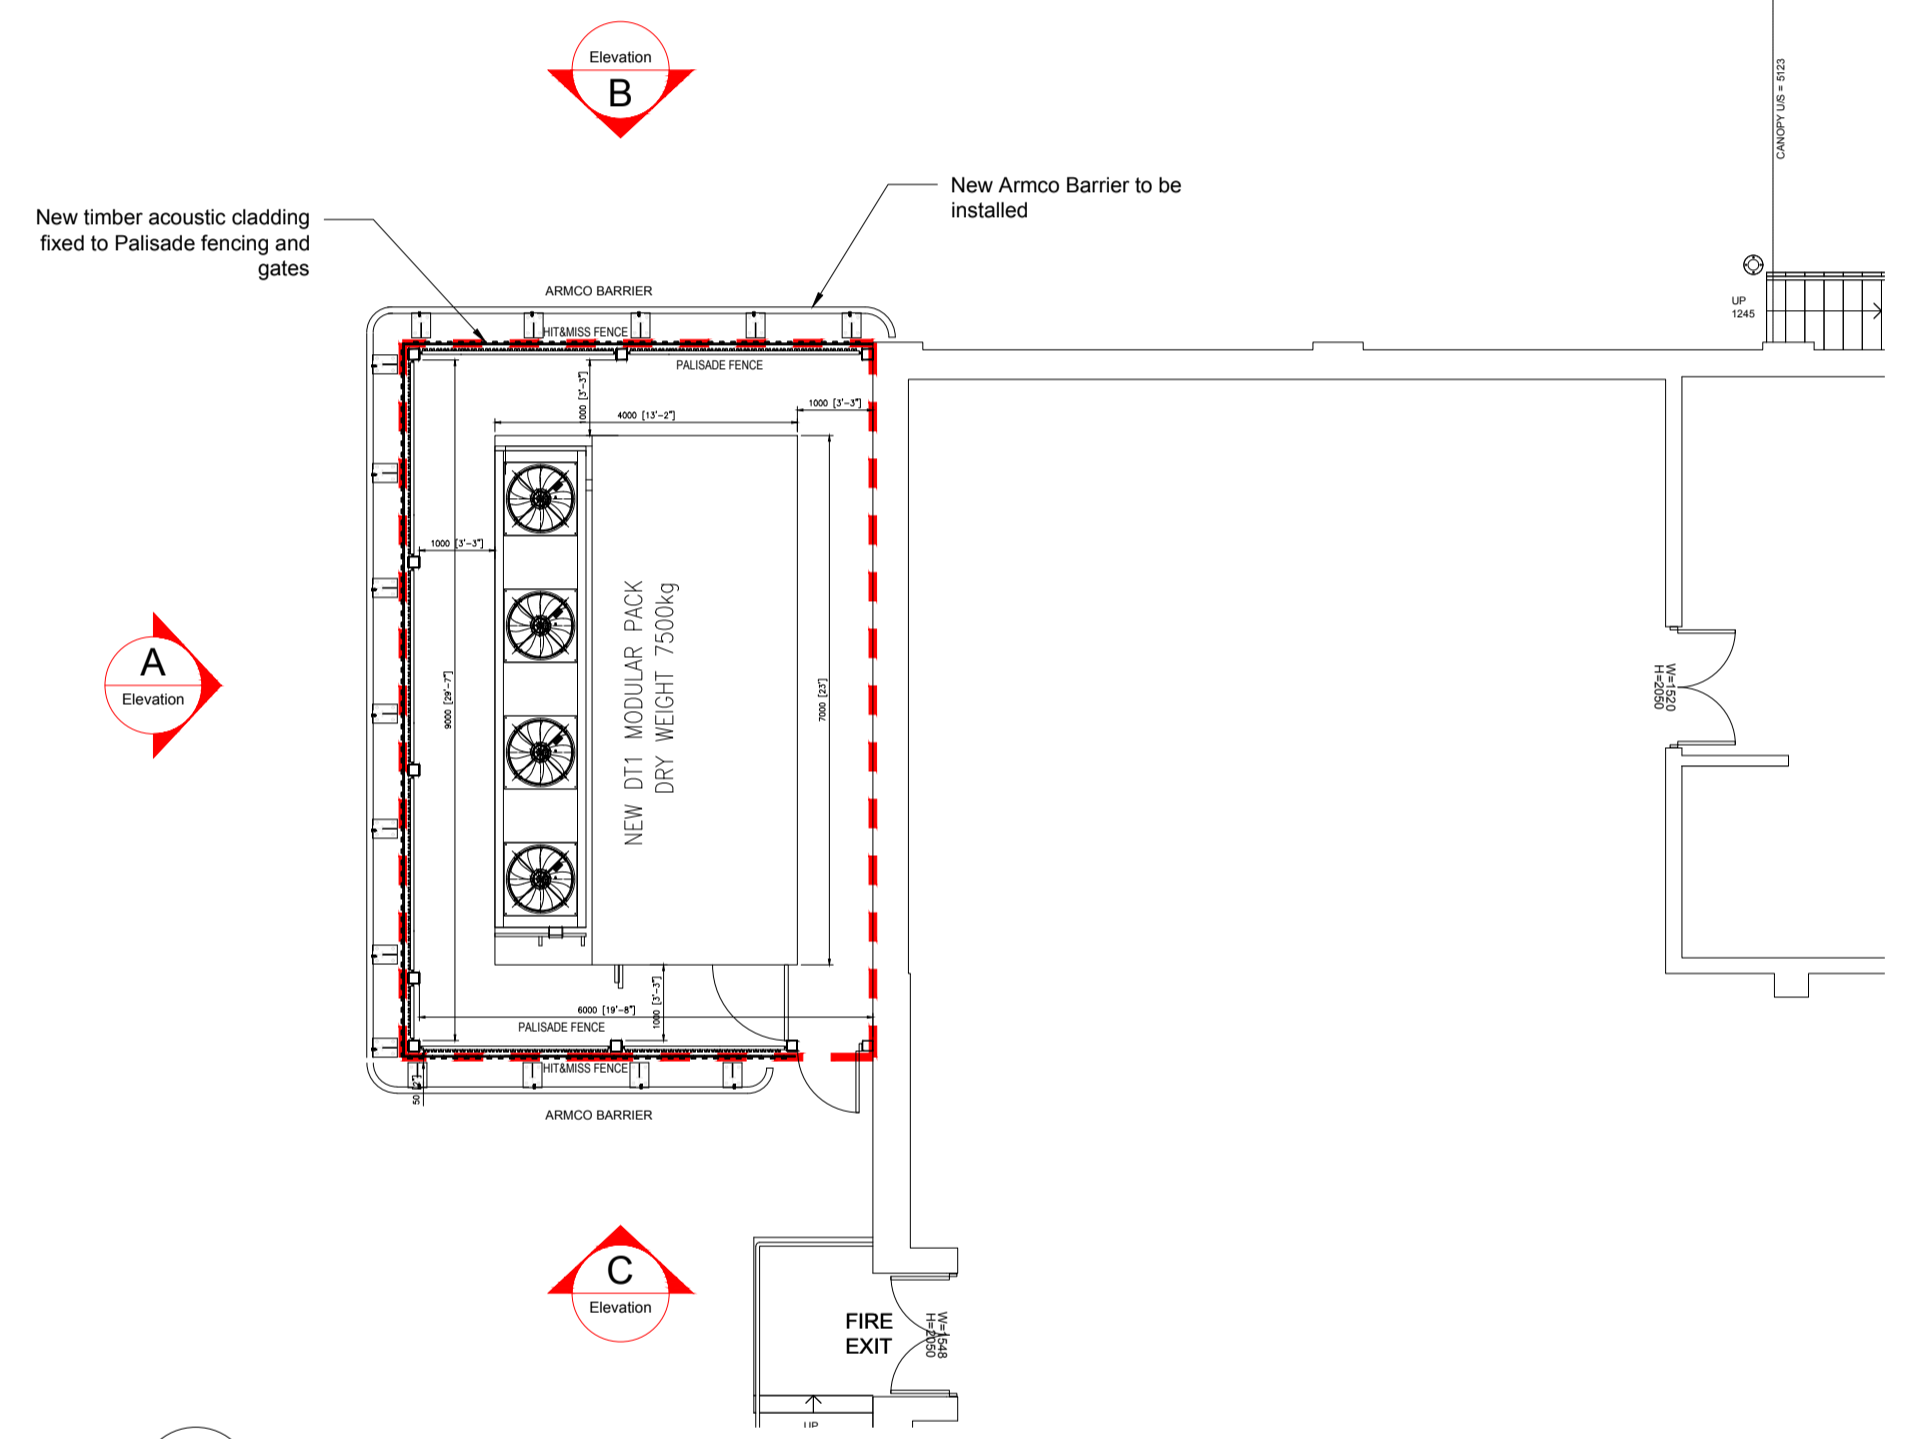 Elevation
B
CANOPY U/S = 5123
New Armco Barrier to be
installed
New timber acoustic cladding
fixed to Palisade fencing and
gates
ARMCO BARRIER
UP
1245
HIT&MISS FENCE
PALISADE FENCE
1000 [3'-3"]
1000 [3'-3"]
4000 [13'-2"]
1000 [3'-3"]
NEW DT1 MODULAR PACK
DRY WEIGHT 7500kg
A
Elevation
9000 [29'-7"]
7000 [23']
W=1520
H=2050
1000 [3'-3"]
6000 [19'-8"]
PALISADE FENCE
HIT&MISS FENCE
50 [2"]
ARMCO BARRIER
C
Elevation
FIRE
EXIT
W=1548
H=2050
UP